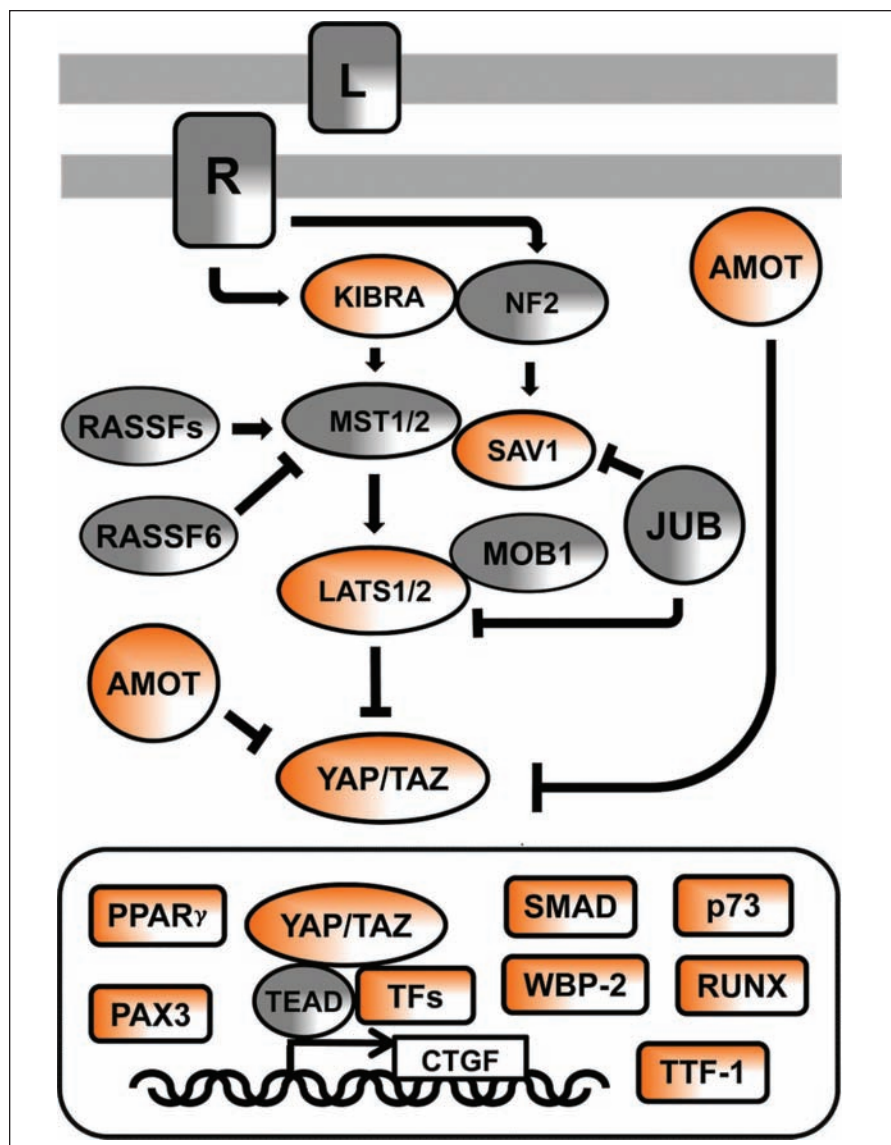 L
R
AMOT
KIBRA
NF2
RASSFs
MST1/2
SAV1
RASSF6
MOB1
JUB
LATS1/2
AMOT
YAP/TAZ
PPARγ
YAP/TAZ
SMAD
p73
TEAD
TFs
WBP-2
RUNX
PAX3
CTGF
TTF-1